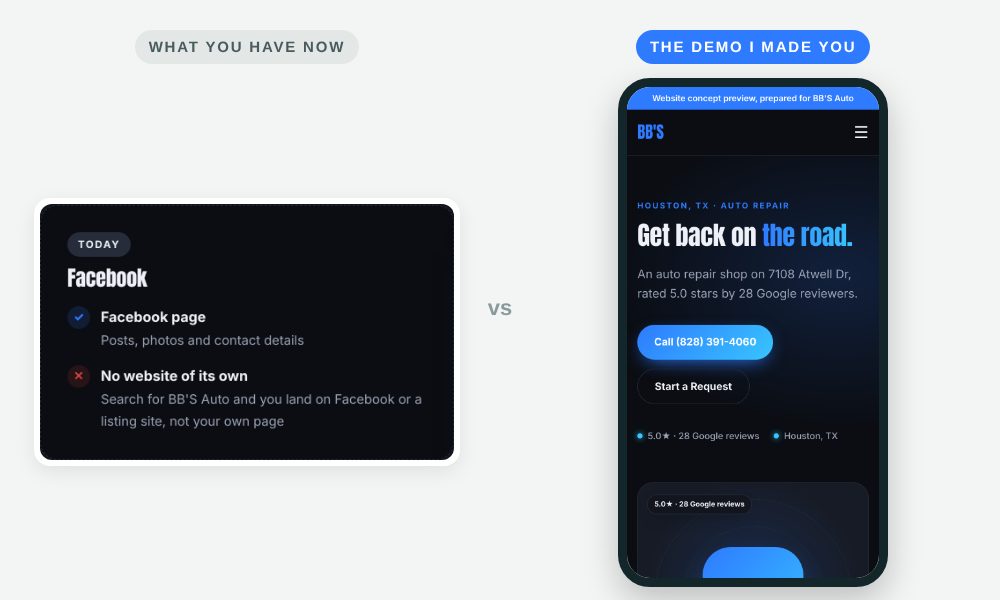 WHAT YOU HAVE NOW
TODAY
Facebook
Facebook page
Posts, photos and contact details
No website of its own
Search for BB'S Auto and you land on Facebook or a
listing site, not your own page
vs
THE DEMO I MADE YOU
Website concept preview, prepared for BB'S Auto
BB'S
HOUSTON, TX · AUTO REPAIR
Get back on the road.
An auto repair shop on 7108 Atwell Dr,
rated 5.0 stars by 28 Google reviewers.
Call (828) 391-4060
Start a Request
5.0★ · 28 Google reviews Houston, TX
5.0★ · 28 Google reviews